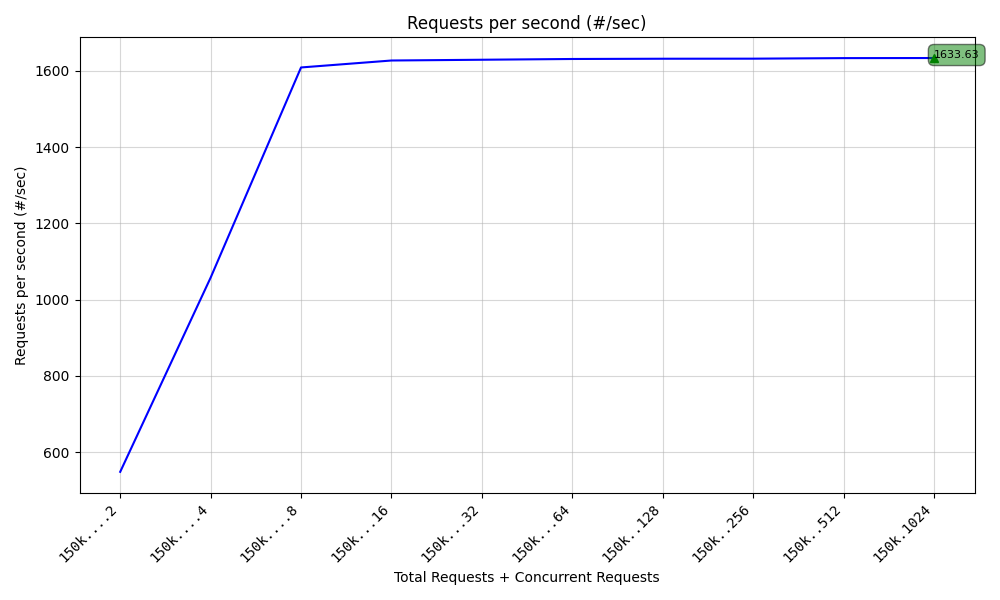 Requests per second (#/sec)
1633.63
Requests per second (#/sec)
1600
1400
1200
1000
800
600
150k....2
150k....4
150k....8
150k...16
150k...32
150k...64
150k..128
150k..256
150k..512
150k.1024
Total Requests + Concurrent Requests